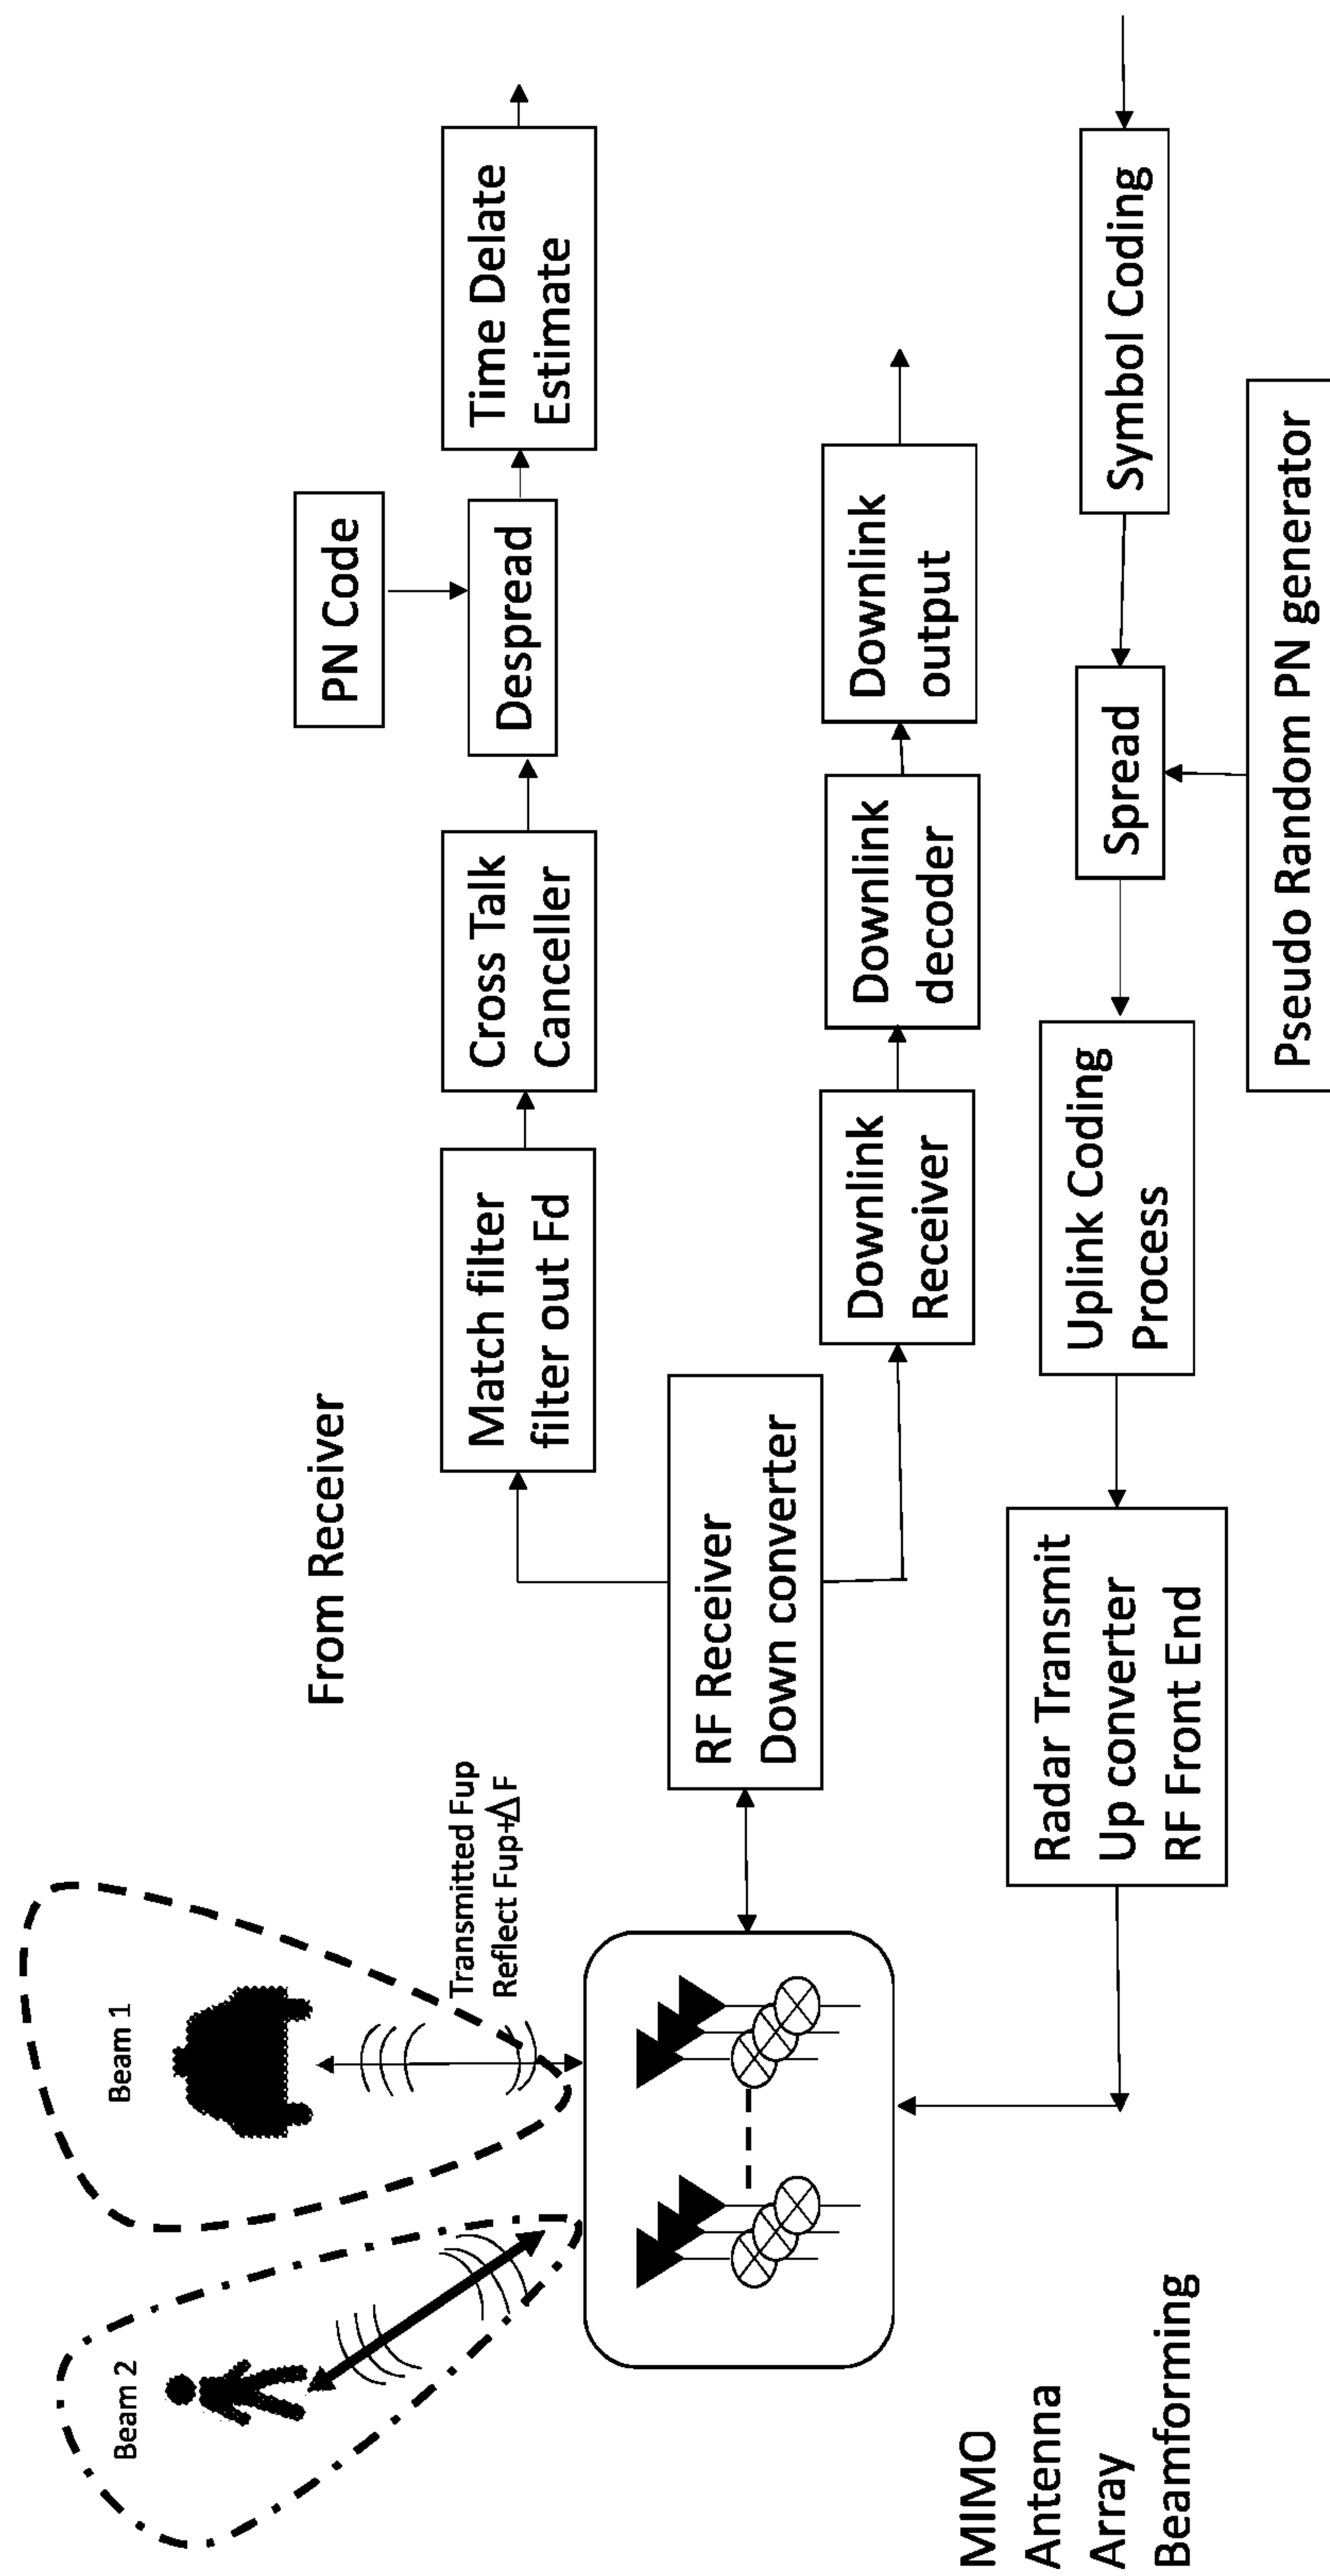 Beam 2
Beam 1
Transmitted Fup
Reflect Fup+ΔF
From Receiver
PN Code
Match filter
filter out Fd
Cross Talk
Canceller
Despread
Time Delate
Estimate
RF Receiver
Down converter
Downlink
Receiver
Downlink
decoder
Downlink
output
MIMO
Antenna
Array
Beamforming
Radar Transmit
Up converter
RF Front End
Uplink Coding
Process
Spread
Symbol Coding
Pseudo Random PN generator